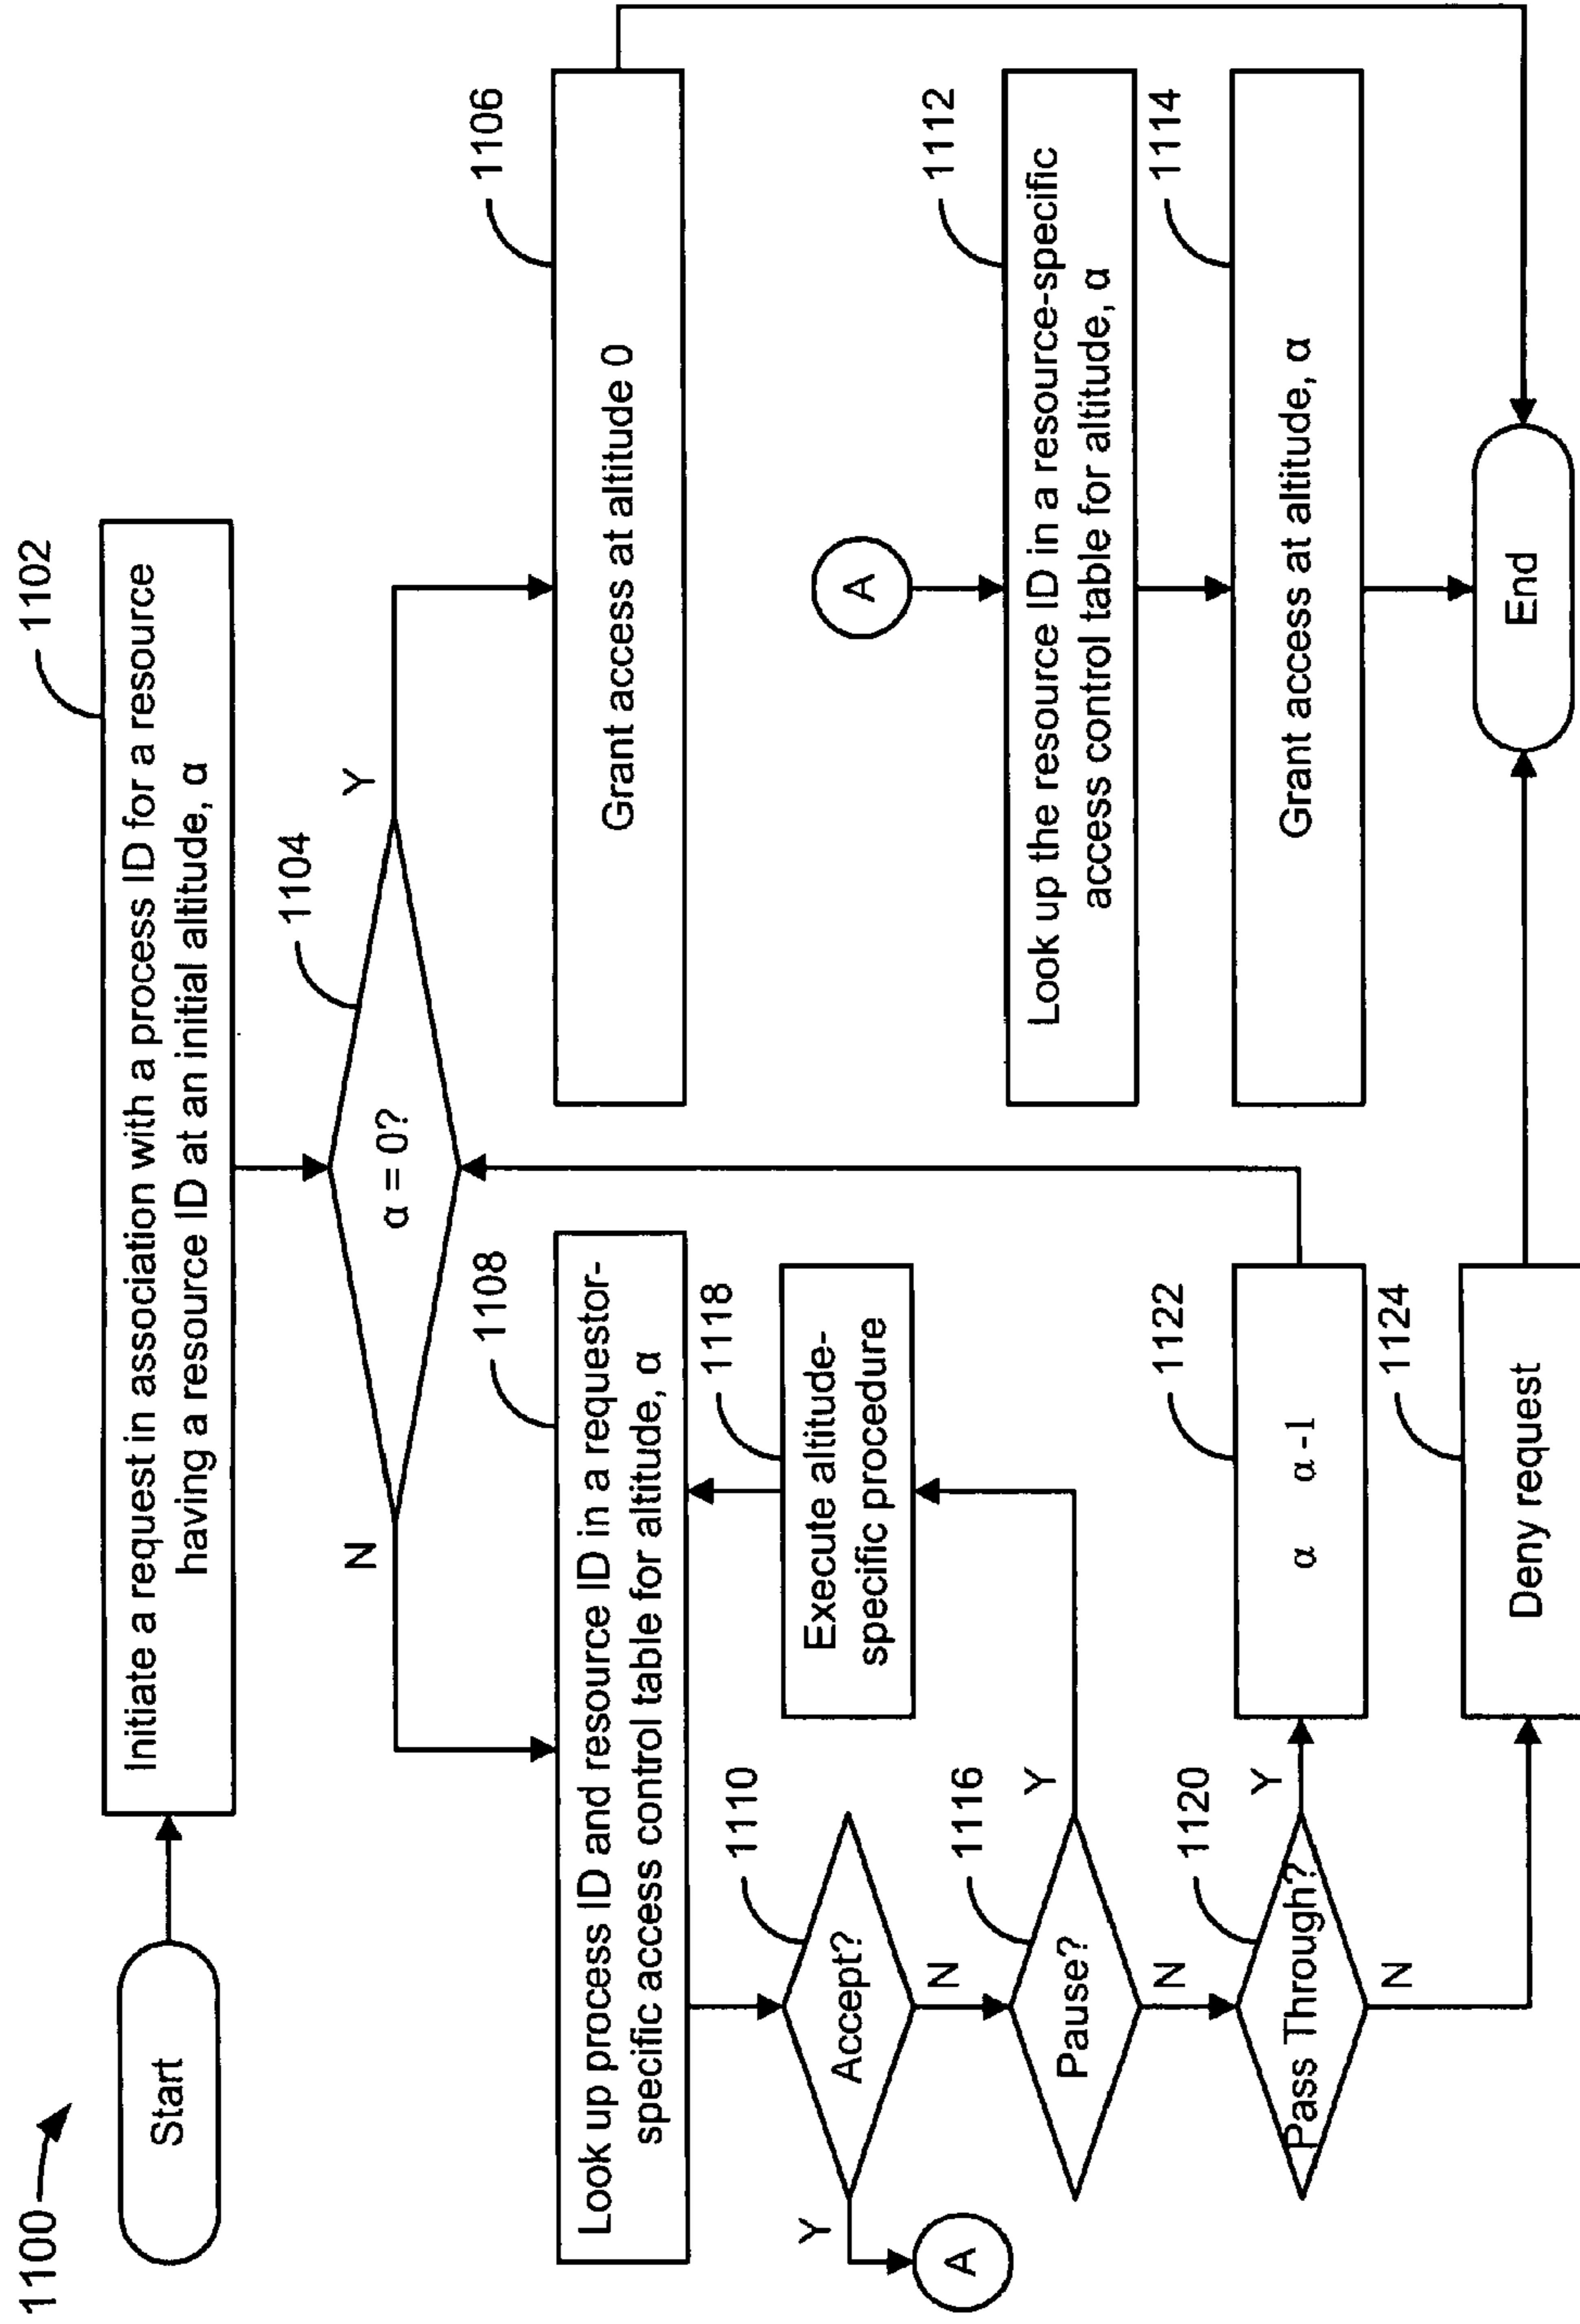 1100
Start
1102
Initiate a request in association with a process ID for a resource
having a resource ID at an initial altitude, α
1104
α = 0?
N
Y
1106
Grant access at altitude 0
1108
Look up process ID and resource ID in a requestor-
specific access control table for altitude, α
1110
Accept?
Y
A
N
1116
Pause?
Y
N
1118
Execute altitude-
specific procedure
1120
Pass Through?
Y
N
1122
α α-1
1124
Deny request
A
1112
Look up the resource ID in a resource-specific
access control table for altitude, α
1114
Grant access at altitude, α
End